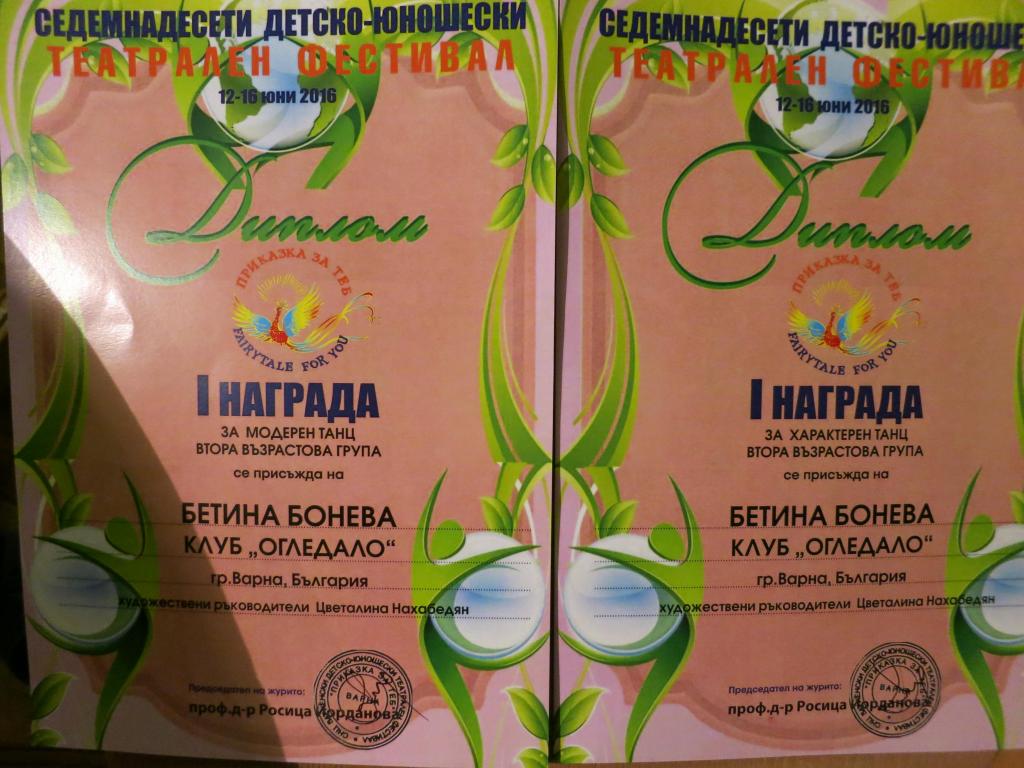 СЕДЕМНАДЕСЕТИ ДЕТСКО-ЮНОШЕСКИ
ТЕАТРАЛЕН ФЕСТИВАЛ
12-16 юни 2016
Диплом
ПРИКАЗКА ЗА ТЕБ
FAIRYTALE FOR YOU
I НАГРАДА
ЗА МОДЕРЕН ТАНЦ
ВТОРА ВЪЗРАСТОВА ГРУПА
се присъжда на
БЕТИНА БОНЕВА
КЛУБ „ОГЛЕДАЛО“
гр.Варна, България
художествени ръководители Цветалина Нахабедян
Председател на журито:
проф.д-р Росица Йорданова
ВАРНА
СЕДЕМНАДЕСЕТИ ДЕТСКО-ЮНОШЕ
ТЕАТРАЛЕН ФЕСТИВА
12-16 юни 2016
Диплом
ПРИКАЗКА ЗА ТЕБ
FAIRYTALE FOR YOU
I НАГРАДА
ЗА ХАРАКТЕРЕН ТАНЦ
ВТОРА ВЪЗРАСТОВА ГРУПА
се присъжда на
БЕТИНА БОНЕВА
КЛУБ „ОГЛЕДАЛО“
гр.Варна, България
художествени ръководители Цветалина Нахабедян
Председател на журито:
проф.д-р Росица Йорданова
ВАРНА